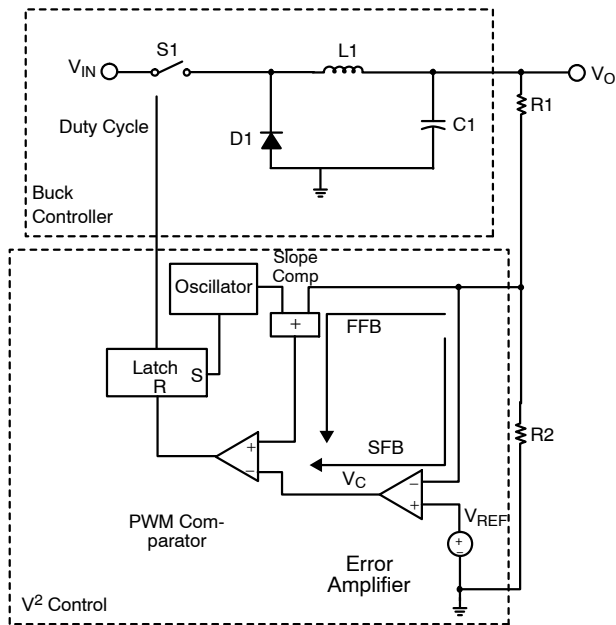 S1
L1
V_IN
V_O
R1
Duty Cycle
D1
C1
Buck
Controller
Slope
Comp
Oscillator
+
FFB
Latch
R
S
+
−
SFB
R2
V_C
−
+
V_REF
+
−
PWM Com-
parator
Error
Amplifier
V² Control